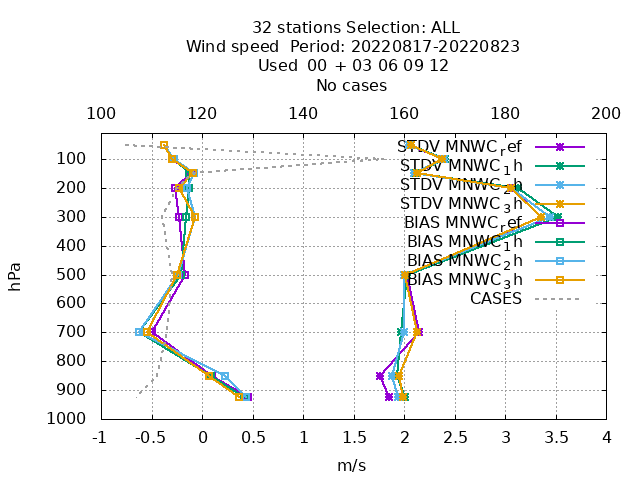 32 stations Selection: ALL
Wind speed  Period: 20220817-20220823
Used  00 + 03 06 09 12
No cases
100 120 140 160 180 200
STDV MNWC_ref
STDV MNWC_1h
STDV MNWC_2h
STDV MNWC_3h
BIAS MNWC_ref
BIAS MNWC_1h
BIAS MNWC_2h
BIAS MNWC_3h
CASES
100
200
300
400
500
600
700
800
900
1000
hPa
-1 -0.5 0 0.5 1 1.5 2 2.5 3 3.5 4
m/s